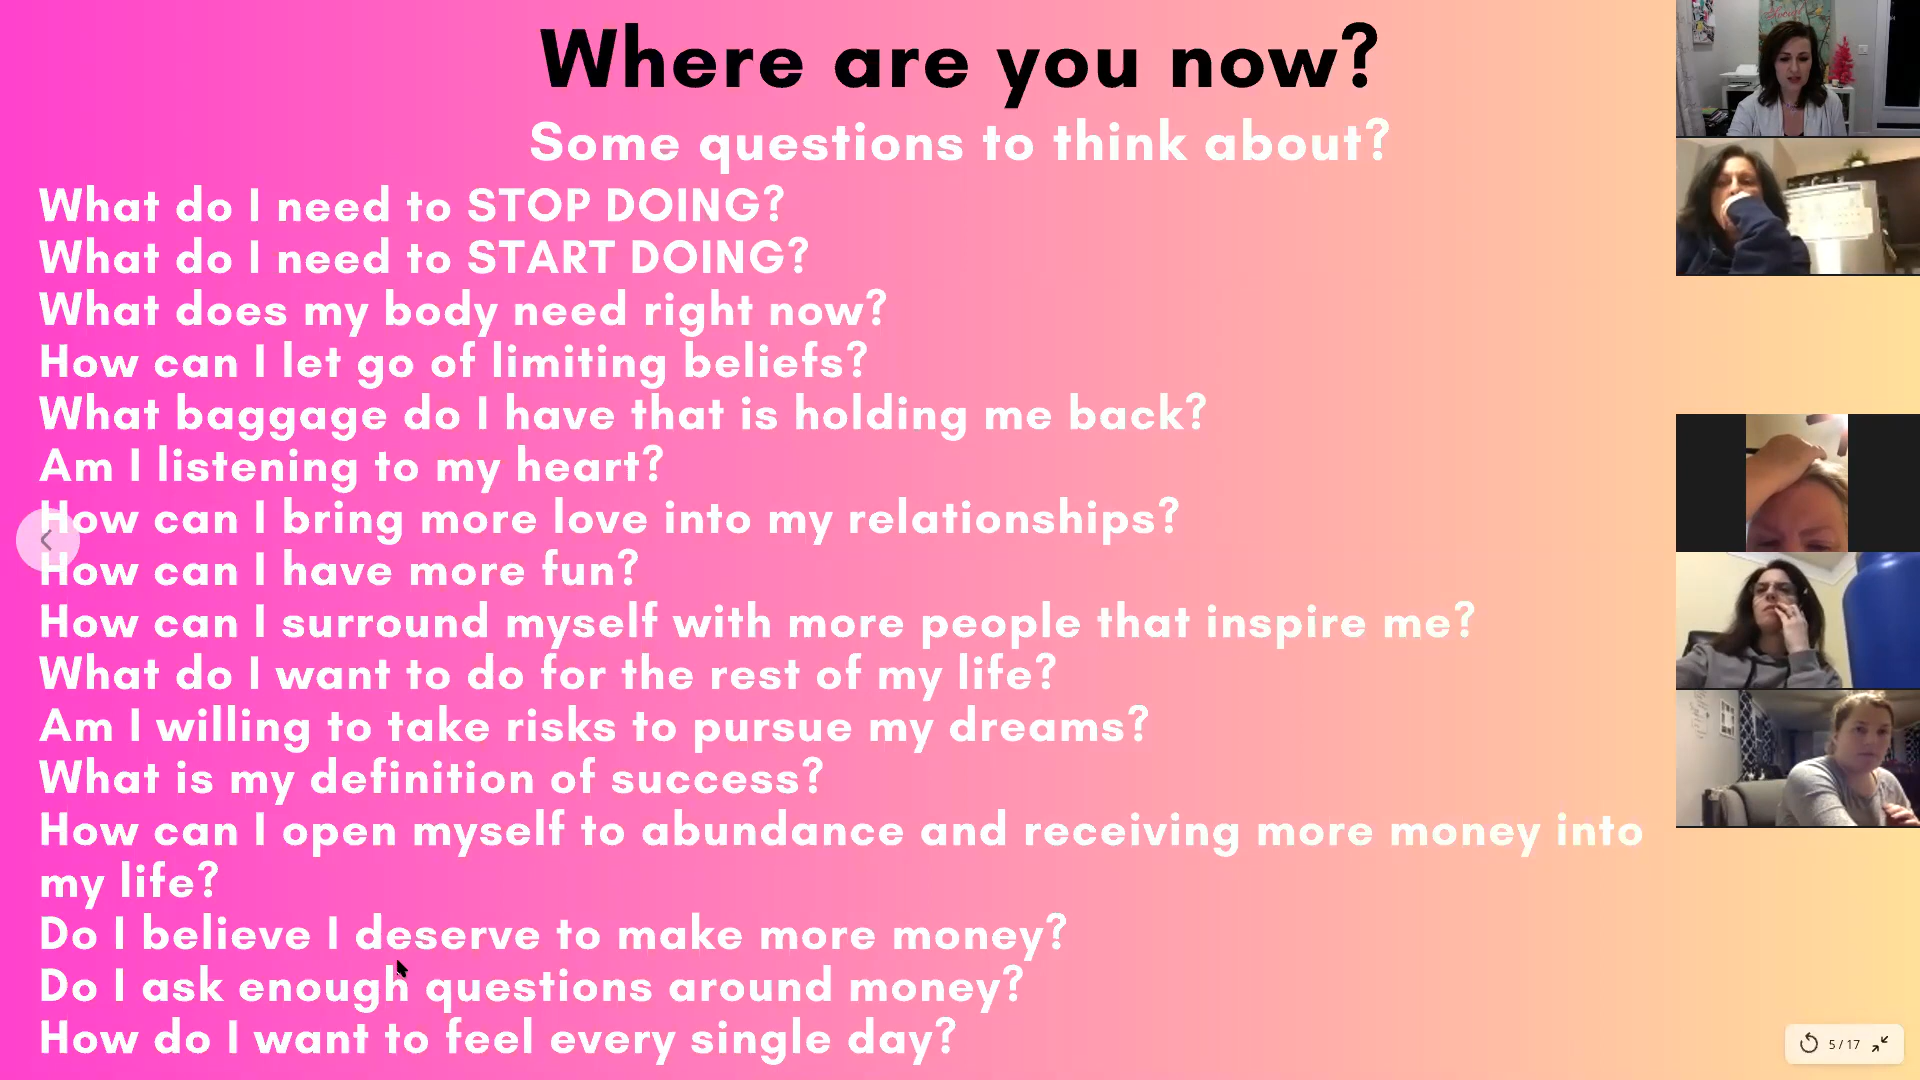 Where are you now?
Some questions to think about?
What do I need to STOP DOING?
What do I need to START DOING?
What does my body need right now?
How can I let go of limiting beliefs?
What baggage do I have that is holding me back?
Am I listening to my heart?
How can I bring more love into my relationships?
How can I have more fun?
How can I surround myself with more people that inspire me?
What do I want to do for the rest of my life?
Am I willing to take risks to pursue my dreams?
What is my definition of success?
How can I open myself to abundance and receiving more money into
my life?
Do I believe I deserve to make more money?
Do I ask enough questions around money?
How do I want to feel every single day?
5 / 17